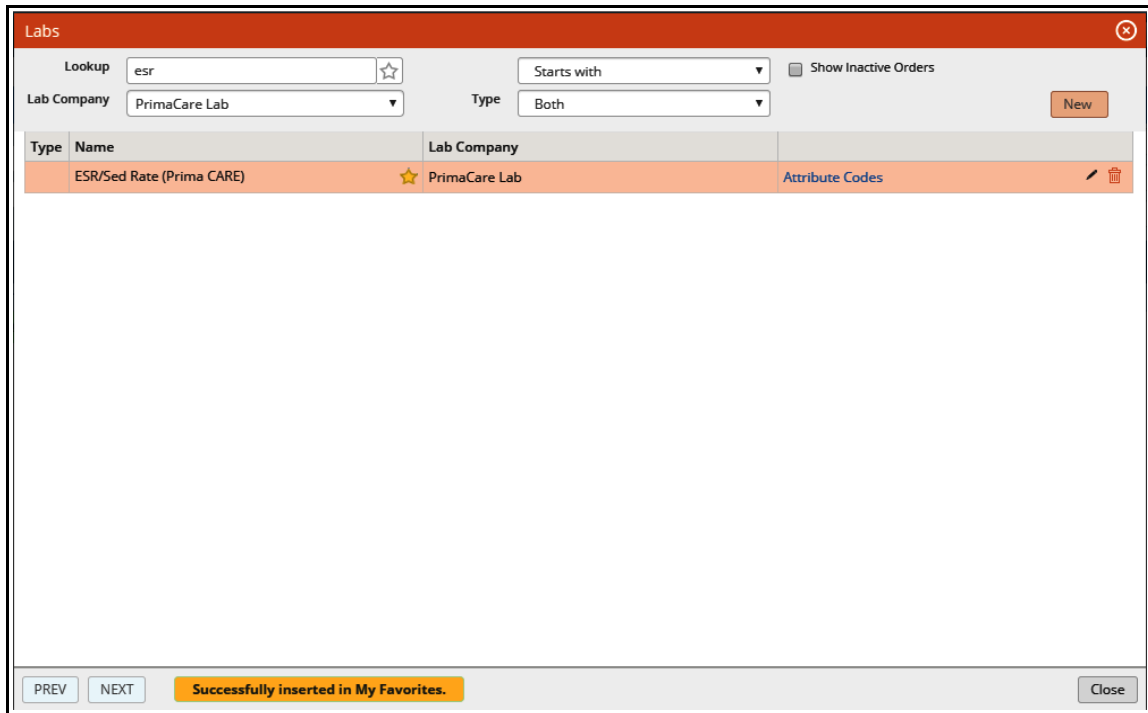 Labs
Lookup esr Starts with Show Inactive Orders
Lab Company PrimaCare Lab Type Both New
Type Name Lab Company
ESR/Sed Rate (Prima CARE) PrimaCare Lab Attribute Codes
PREV NEXT Successfully inserted in My Favorites. Close